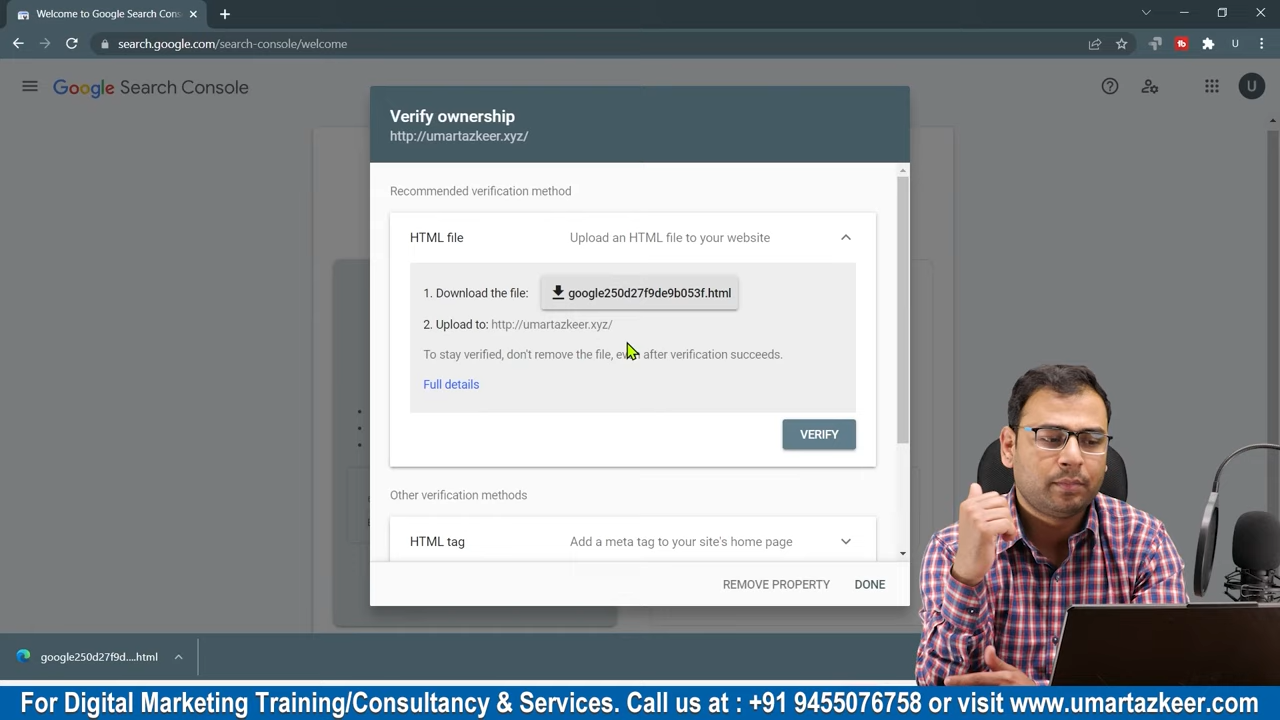 Welcome to Google Search Cons
search.google.com/search-console/welcome
U
Google Search Console
U
Verify ownership
http://umartazkeer.xyz/
Recommended verification method
HTML file Upload an HTML file to your website
1. Download the file: google250d27f9de9b053f.html
2. Upload to: http://umartazkeer.xyz/
To stay verified, don't remove the file, even after verification succeeds.
Full details
VERIFY
Other verification methods
HTML tag Add a meta tag to your site's home page
REMOVE PROPERTY DONE
google250d27f9d....html
For Digital Marketing Training/Consultancy & Services. Call us at : +91 9455076758 or visit www.umartazkeer.com